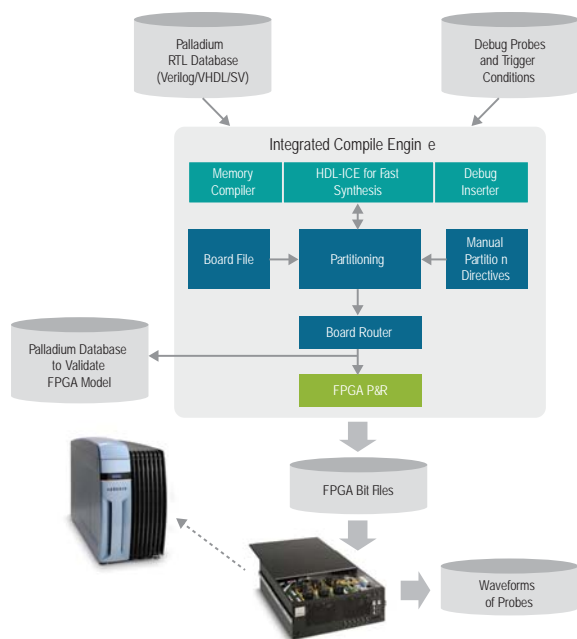 Palladium
RTL Database
(Verilog/VHDL/SV)
Debug Probes
and Trigger
Conditions
Integrated Compile Engin e
Memory
Compiler
HDL-ICE for Fast
Synthesis
Debug
Inserter
Board File
Partitioning
Manual
Partitio n
Directives
Board Router
Palladium Database
to Validate
FPGA Model
FPGA P&R
FPGA Bit Files
Waveforms
of Probes